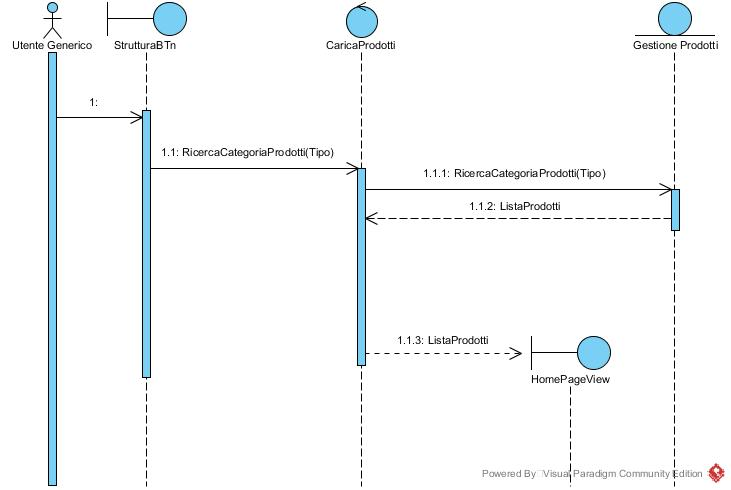 Utente Generico
StrutturaBTn
CaricaProdotti
Gestione Prodotti
1:
1.1: RicercaCategoriaProdotti(Tipo)
1.1.1: RicercaCategoriaProdotti(Tipo)
1.1.2: ListaProdotti
1.1.3: ListaProdotti
HomePageView
Powered By Visual Paradigm Community Edition